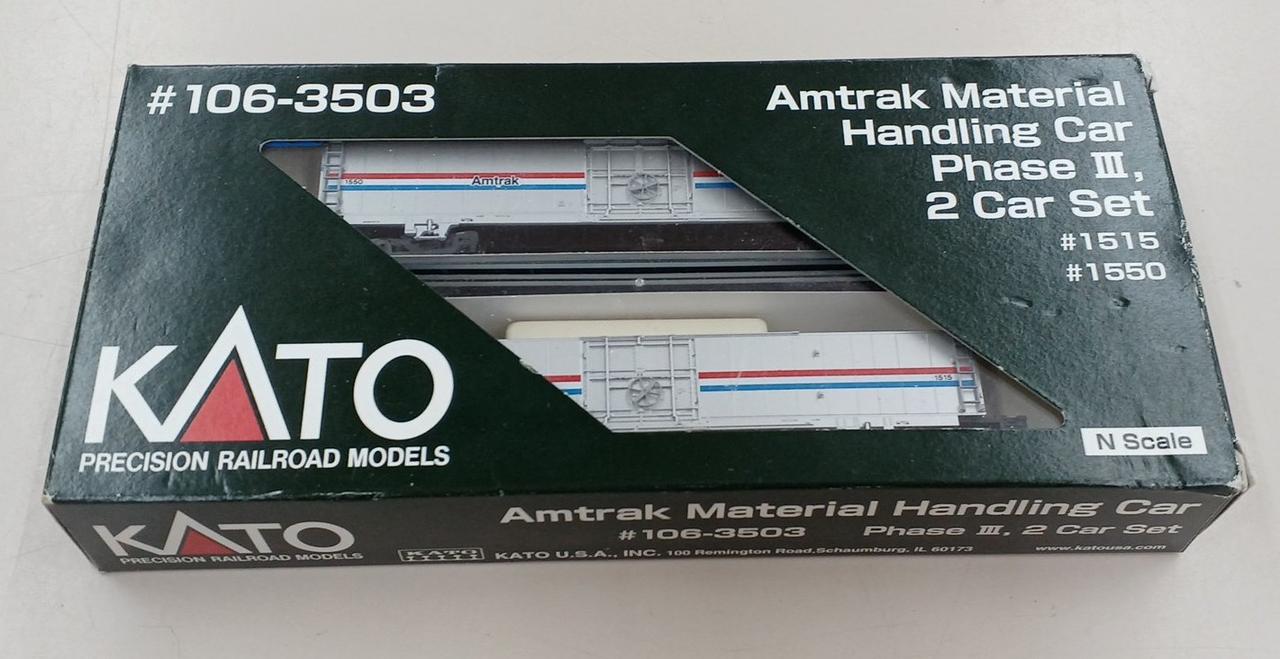 #106-3503
Amtrak Material
Handling Car
Phase Ⅲ,
2 Car Set
#1515
#1550
1550
Amtrak
1515
KATO
PRECISION RAILROAD MODELS
N Scale
KATO
PRECISION RAILROAD MODELS
Amtrak Material Handling Car
#106-3503 Phase Ⅲ, 2 Car Set
KATO
KATO U.S.A., INC. 100 Remington Road,Schaumburg, IL 60173 www.katousa.com